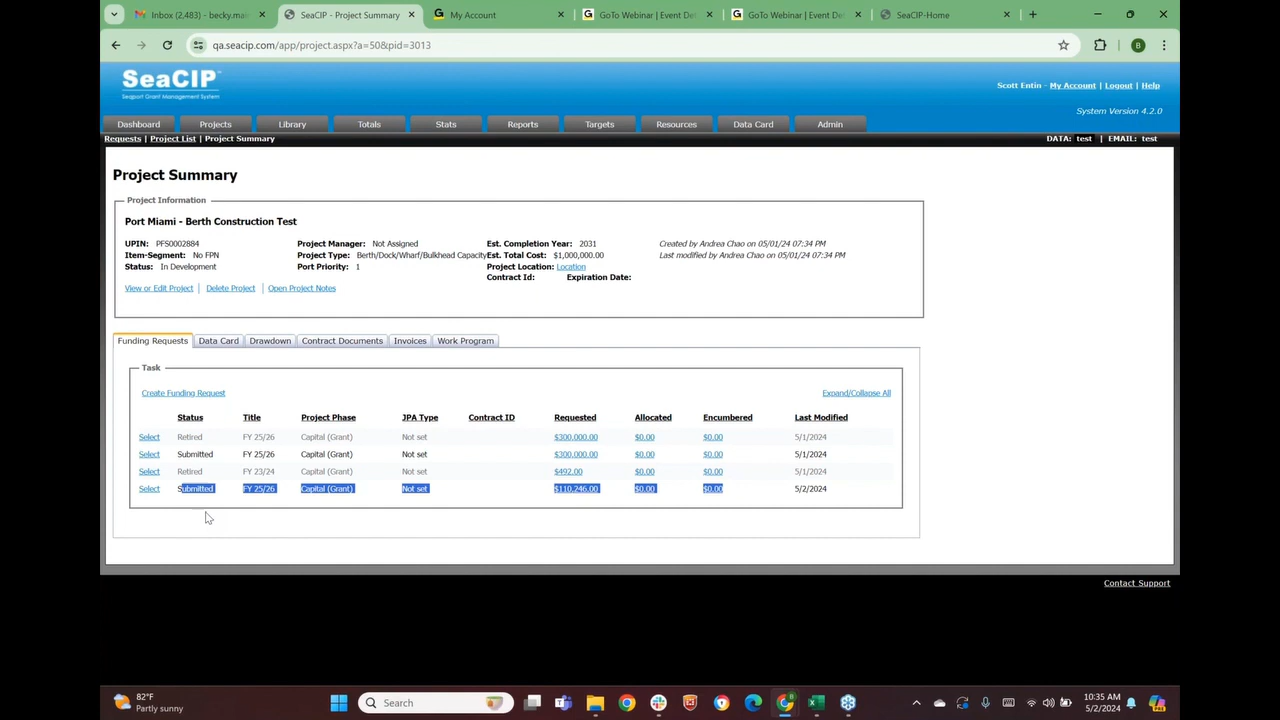 Inbox (2,483) - becky.mai
SeaCIP - Project Summary
My Account
GoTo Webinar | Event De
GoTo Webinar | Event De
SeaCIP-Home
qa.seacip.com/app/project.aspx?a=50&pid=3013
B
SeaCIP
Seaport Grant Management System
Scott Entin - My Account | Logout | Help
System Version 4.2.0
Dashboard Projects Library Totals Stats Reports Targets Resources Data Card Admin
Requests | Project List | Project Summary
DATA: test | EMAIL: test
Project Summary
Project Information
Port Miami - Berth Construction Test
UPIN: PFS0002884 Project Manager: Not Assigned Est. Completion Year: 2031 Created by Andrea Chao on 05/01/24 07:34 PM
Item-Segment: No FPN Project Type: Berth/Dock/Wharf/Bulkhead Capacity Est. Total Cost: $1,000,000.00 Last modified by Andrea Chao on 05/01/24 07:34 PM
Status: In Development Port Priority: 1 Project Location: Location
Contract Id: Expiration Date:
View or Edit Project | Delete Project | Open Project Notes
Funding Requests Data Card Drawdown Contract Documents Invoices Work Program
Task
Create Funding Request Expand/Collapse All
Status Title Project Phase JPA Type Contract ID Requested Allocated Encumbered Last Modified
Select Retired FY 25/26 Capital (Grant) Not set $300,000.00 $0.00 $0.00 5/1/2024
Select Submitted FY 25/26 Capital (Grant) Not set $300,000.00 $0.00 $0.00 5/1/2024
Select Retired FY 23/24 Capital (Grant) Not set $492.00 $0.00 $0.00 5/1/2024
Select Submitted FY 25/26 Capital (Grant) Not set $110,246.00 $0.00 $0.00 5/2/2024
Contact Support
82°F
Partly sunny
Search
10:35 AM
5/2/2024